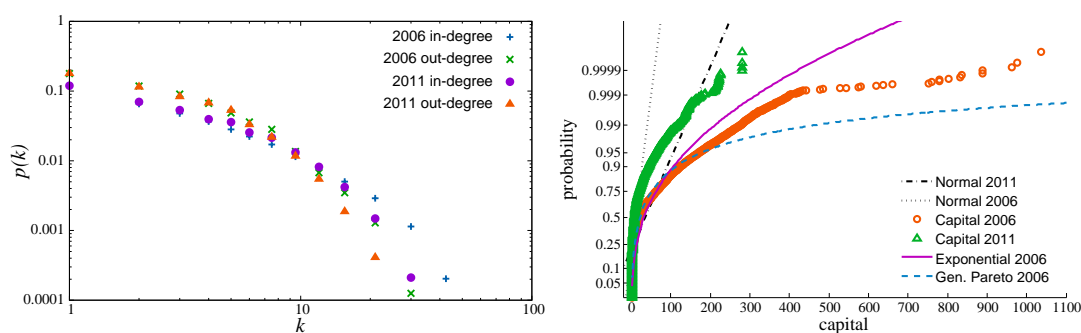 1
0.1
0.01
0.001
0.0001
1
10
100
p(k)
k
2006 in-degree
2006 out-degree
2011 in-degree
2011 out-degree
0.9999
0.999
0.99
0.95
0.9
0.75
0.5
0.25
0.1
0.05
0 100 200 300 400 500 600 700 800 900 1000 1100
probability
capital
Normal 2011
Normal 2006
Capital 2006
Capital 2011
Exponential 2006
Gen. Pareto 2006